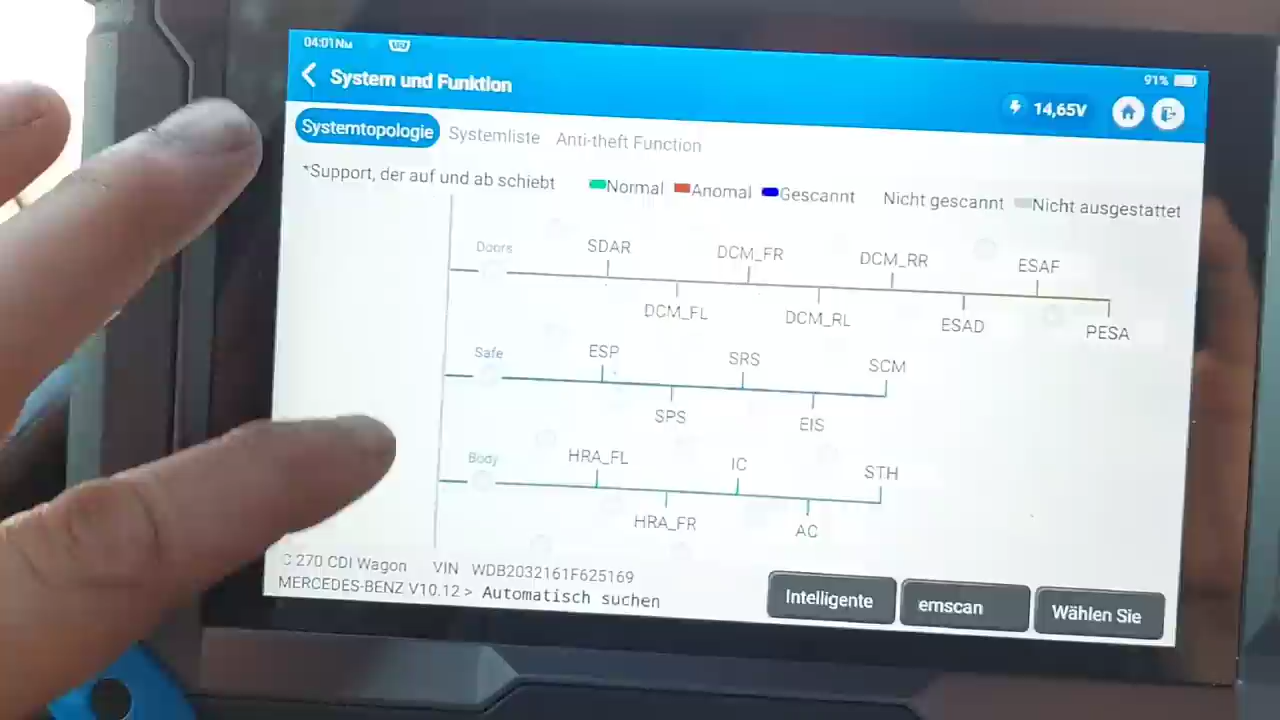 04:01Nм
91%
System und Funktion
14,65V
Systemtopologie Systemliste Anti-theft Function
*Support, der auf und ab schiebt Normal Anomal Gescannt Nicht gescannt Nicht ausgestattet
Doors SDAR DCM_FR DCM_RR ESAF
DCM_FL DCM_RL ESAD PESA
Safe ESP SRS SCM
SPS EIS
Body HRA_FL IC STH
HRA_FR AC
C 270 CDI Wagon VIN WDB2032161F625169
MERCEDES-BENZ V10.12 > Automatisch suchen
Intelligente emscan Wählen Sie